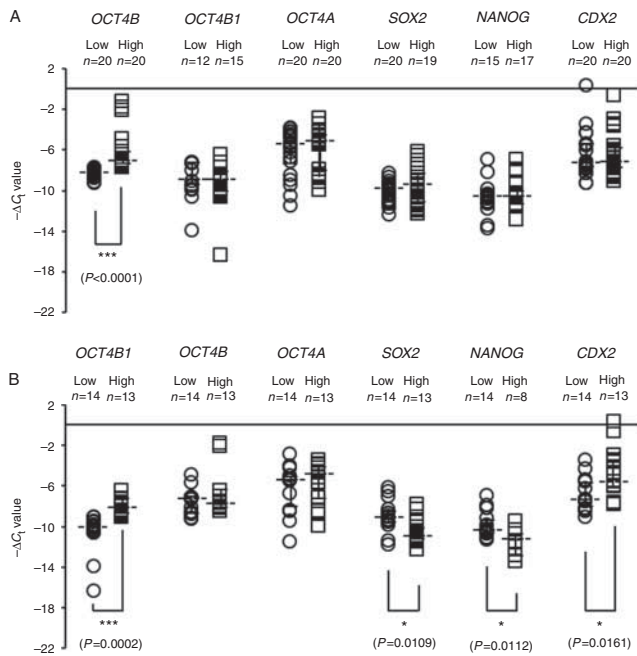 A
OCT4B OCT4B1 OCT4A SOX2 NANOG CDX2
Low High Low High Low High Low High Low High Low High
n=20 n=20 n=12 n=15 n=20 n=20 n=20 n=19 n=15 n=17 n=20 n=20
2
−2
−6
−10
−14
−18
−22
−ΔCt value
***
(P<0.0001)
B
OCT4B1 OCT4B OCT4A SOX2 NANOG CDX2
Low High Low High Low High Low High Low High Low High
n=14 n=13 n=14 n=13 n=14 n=13 n=14 n=13 n=14 n=8 n=14 n=13
2
−2
−6
−10
−14
−18
−22
−ΔCt value
*** * * *
(P=0.0002) (P=0.0109) (P=0.0112) (P=0.0161)